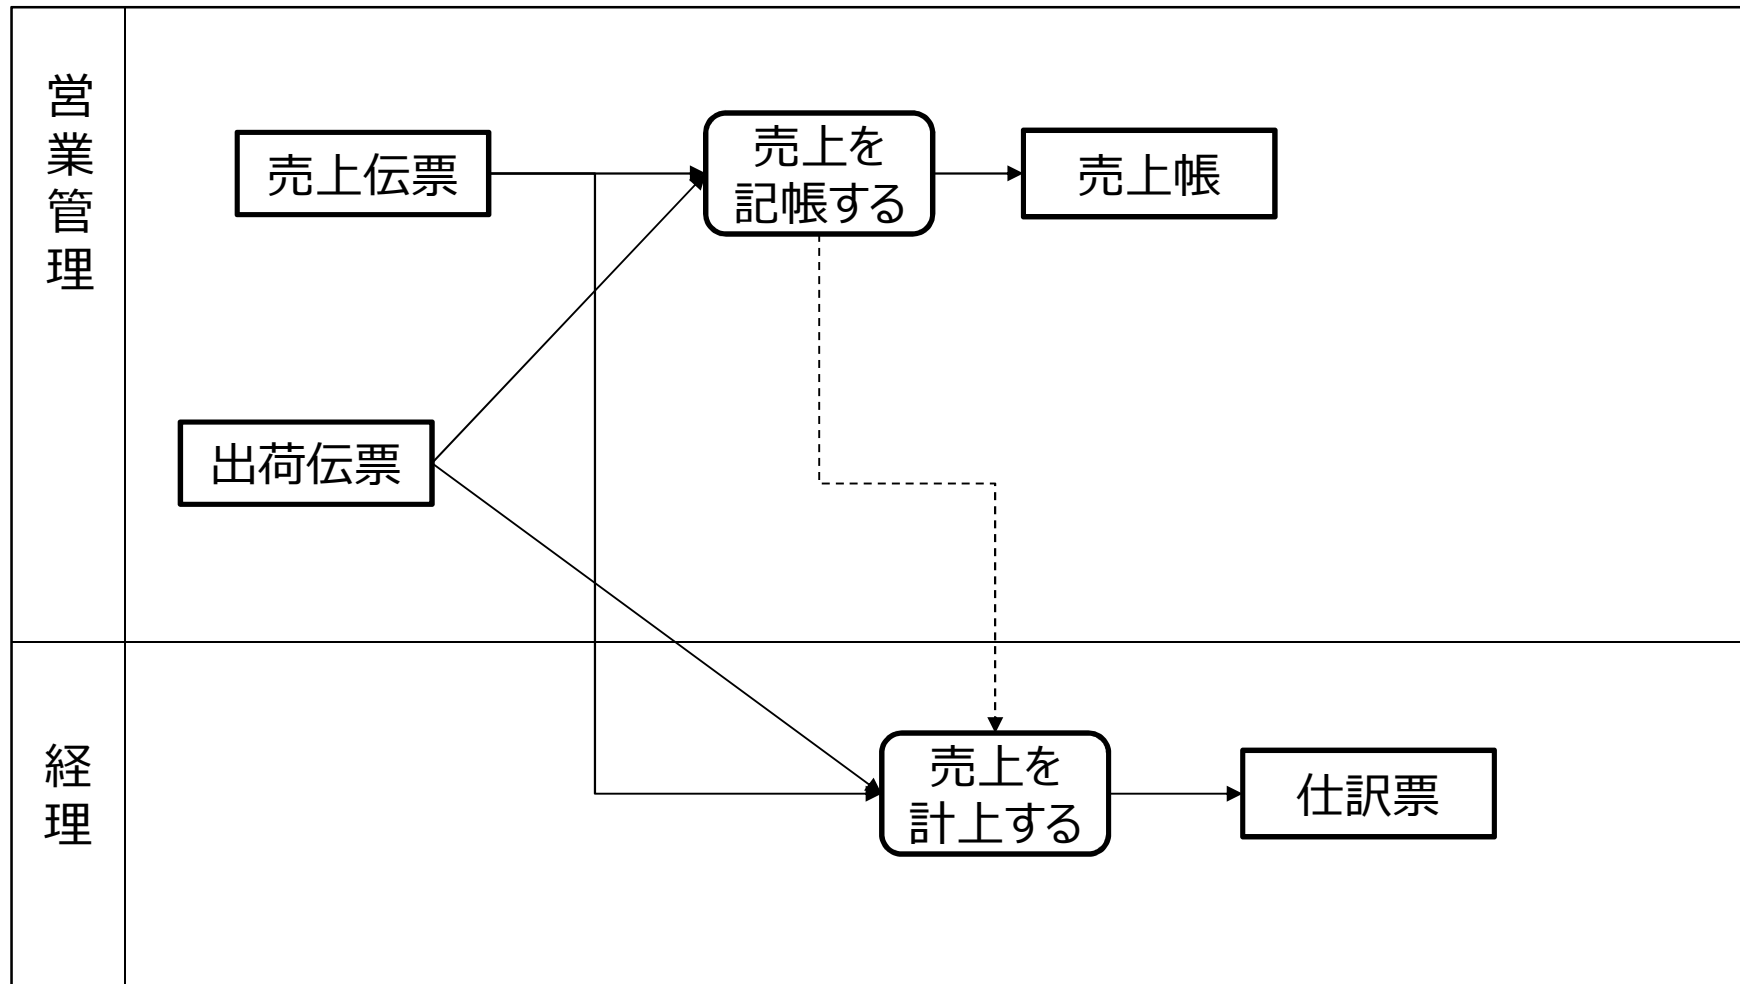 営業管理
売上伝票
売上を
記帳する
売上帳
出荷伝票
経理
売上を
計上する
仕訳票